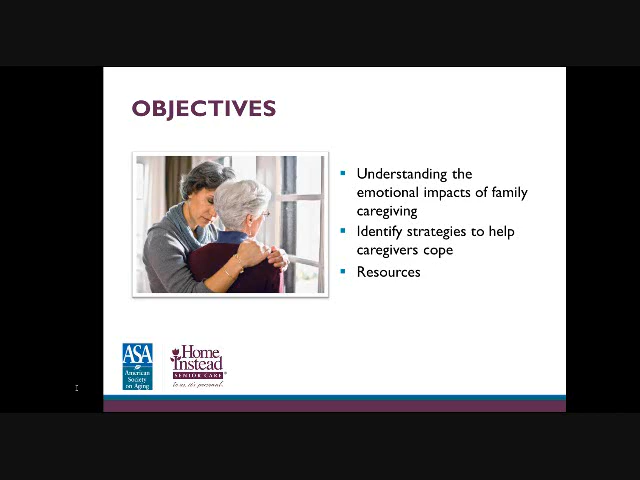 OBJECTIVES
Understanding the
emotional impacts of family
caregiving
Identify strategies to help
caregivers cope
Resources
ASA
American
Society
on Aging
Home
Instead
SENIOR CARE
to us, it's personal.